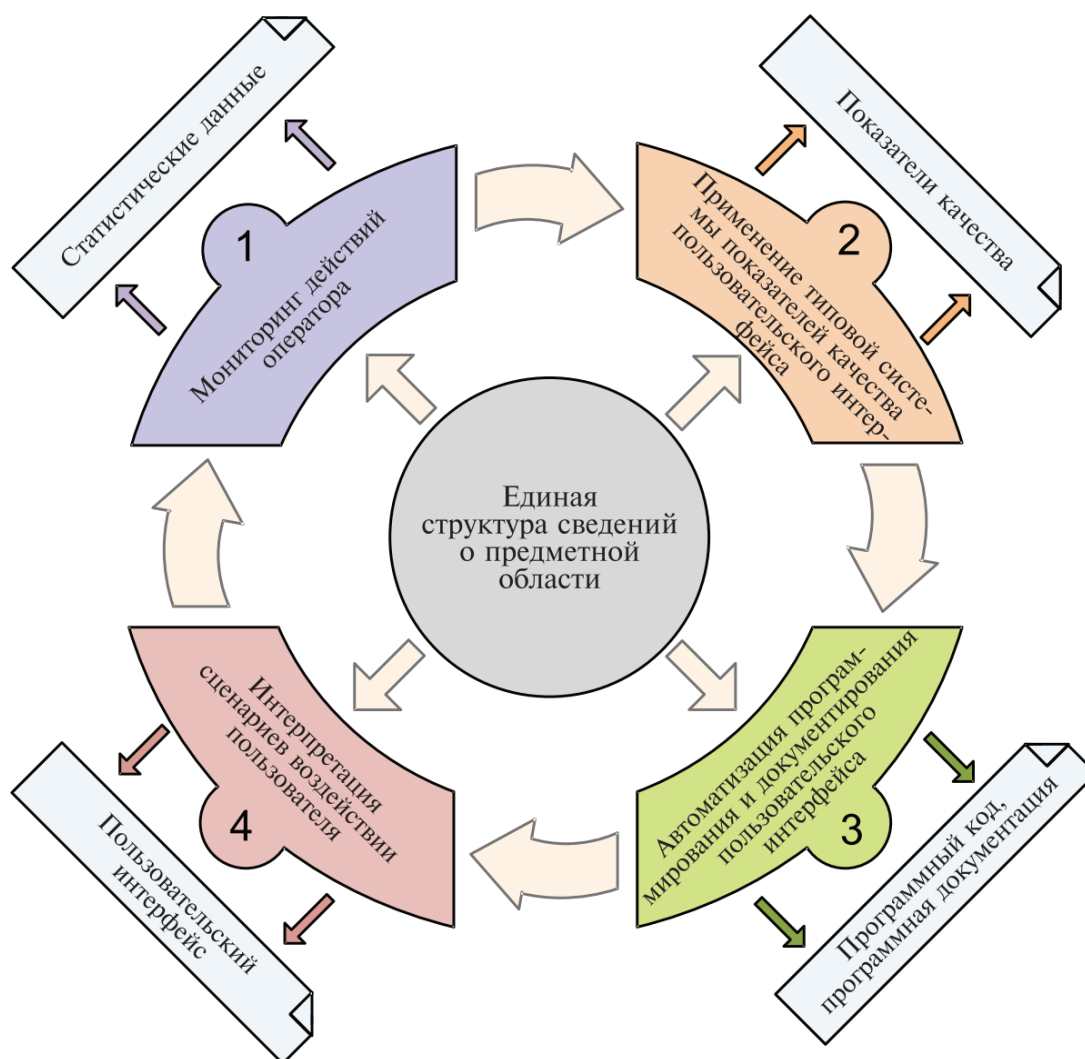 Статистические данные
1
Мониторинг действий
оператора
Показатели качества
2
Применение типовой систе-
мы показателей качества
пользовательского интер-
фейса
Единая
структура сведений
о предметной
области
Автоматизация програм-
мирования и документирования
пользовательского
интерфейса
3
Программный код,
программная документация
Интерпретация
сценариев воздействии
пользователя
4
Пользовательский
интерфейс